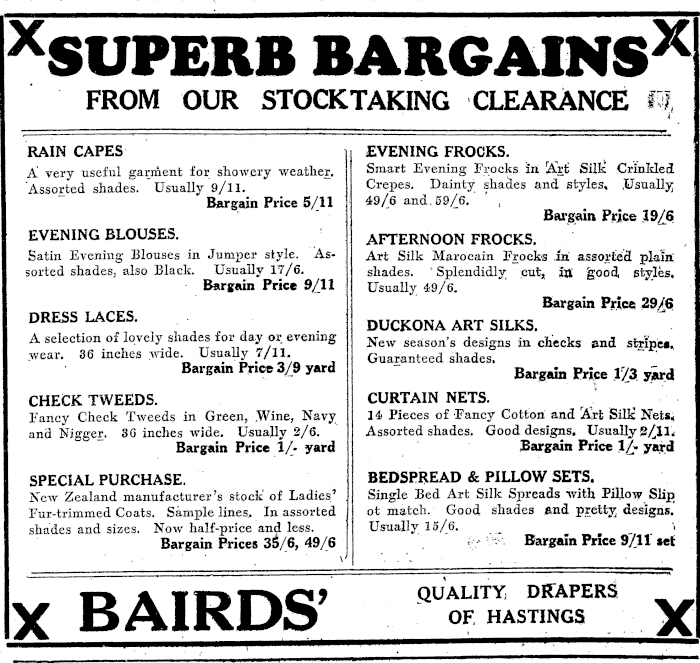 X SUPERB BARGAINS X
FROM OUR STOCKTAKING CLEARANCE
RAIN CAPES
A very useful garment for showery weather.
Assorted shades. Usually 9/11.
Bargain Price 5/11
EVENING BLOUSES.
Satin Evening Blouses in Jumper style. As-
sorted shades, also Black. Usually 17/6.
Bargain Price 9/11
DRESS LACES.
A selection of lovely shades for day or evening
wear. 36 inches wide. Usually 7/11.
Bargain Price 3/9 yard
CHECK TWEEDS.
Fancy Check Tweeds in Green, Wine, Navy
and Nigger. 36 inches wide. Usually 2/6.
Bargain Price 1/- yard
SPECIAL PURCHASE.
New Zealand manufacturer's stock of Ladies'
Fur-trimmed Coats. Sample lines. In assorted
shades and sizes. Now half-price and less.
Bargain Prices 35/6, 49/6
EVENING FROCKS.
Smart Evening Frocks in Art Silk Crinkled
Crepes. Dainty shades and styles. Usually
49/6 and 59/6.
Bargain Price 19/6
AFTERNOON FROCKS.
Art Silk Marocain Frocks in assorted plain
shades. Splendidly cut, in good styles.
Usually 49/6.
Bargain Price 29/6
DUCKONA ART SILKS.
New season's designs in checks and stripes.
Guaranteed shades.
Bargain Price 1/3 yard
CURTAIN NETS.
14 Pieces of Fancy Cotton and Art Silk Nets.
Assorted shades. Good designs. Usually 2/11.
Bargain Price 1/- yard
BEDSPREAD & PILLOW SETS.
Single Bed Art Silk Spreads with Pillow Slip
ot match. Good shades and pretty designs.
Usually 15/6.
Bargain Price 9/11 set
X BAIRDS'
QUALITY DRAPERS
OF HASTINGS X